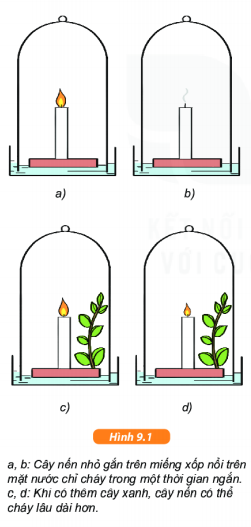 a)
b)
c)
d)
Hình 9.1
a, b: Cây nến nhỏ gắn trên miếng xốp nổi trên
mặt nước chỉ cháy trong một thời gian ngắn.
c, d: Khi có thêm cây xanh, cây nến có thể
cháy lâu dài hơn.